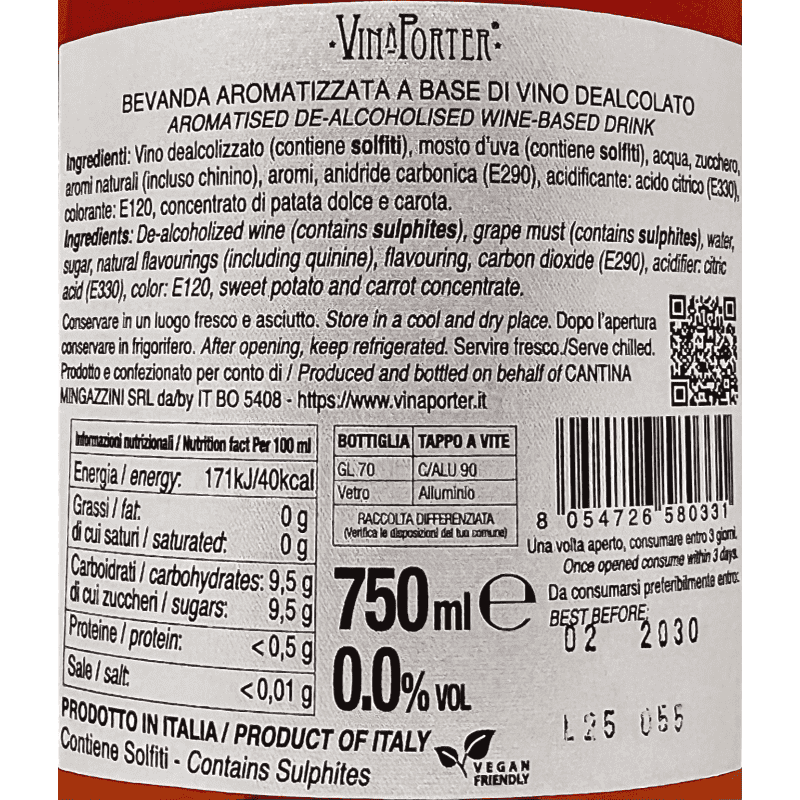 VINAPORTER
BEVANDA AROMATIZZATA A BASE DI VINO DEALCOLATO
AROMATISED DE-ALCOHOLISED WINE-BASED DRINK
Ingredienti: Vino dealcolizzato (contiene solfiti), mosto d'uva (contiene solfiti), acqua, zucchero,
aromi naturali (incluso chinino), aromi, anidride carbonica (E290), acidificante: acido citrico (E330),
colorante: E120, concentrato di patata dolce e carota.
Ingredients: De-alcoholized wine (contains sulphites), grape must (contains sulphites), water,
sugar, natural flavourings (including quinine), flavouring, carbon dioxide (E290), acidifier: citric
acid (E330), color: E120, sweet potato and carrot concentrate.
Conservare in un luogo fresco e asciutto. Store in a cool and dry place. Dopo l'apertura
conservare in frigorifero. After opening, keep refrigerated. Servire fresco./Serve chilled.
Prodotto e confezionato per conto di / Produced and bottled on behalf of CANTINA
MINGAZZINI SRL da/by IT BO 5408 - https://www.vinaporter.it
Informazioni nutrizionali / Nutrition fact Per 100 ml
Energia / energy: 171kJ/40kcal
Grassi / fat: 0 g
di cui saturi / saturated: 0 g
Carboidrati / carbohydrates: 9,5 g
di cui zuccheri / sugars: 9,5 g
Proteine / protein: <0,5 g
Sale / salt: <0,01 g
BOTTIGLIA TAPPO A VITE
GL 70 C/ALU 90
Vetro Alluminio
RACCOLTA DIFFERENZIATA
(Verifica le disposizioni del tuo comune)
750 ml e
0.0% VOL
8 054726 580331
Una volta aperto, consumare entro 3 giorni.
Once opened consume within 3 days.
Da consumarsi preferibilmente entro:
BEST BEFORE:
02 2030
L25 055
PRODOTTO IN ITALIA / PRODUCT OF ITALY
Contiene Solfiti - Contains Sulphites
VEGAN
FRIENDLY